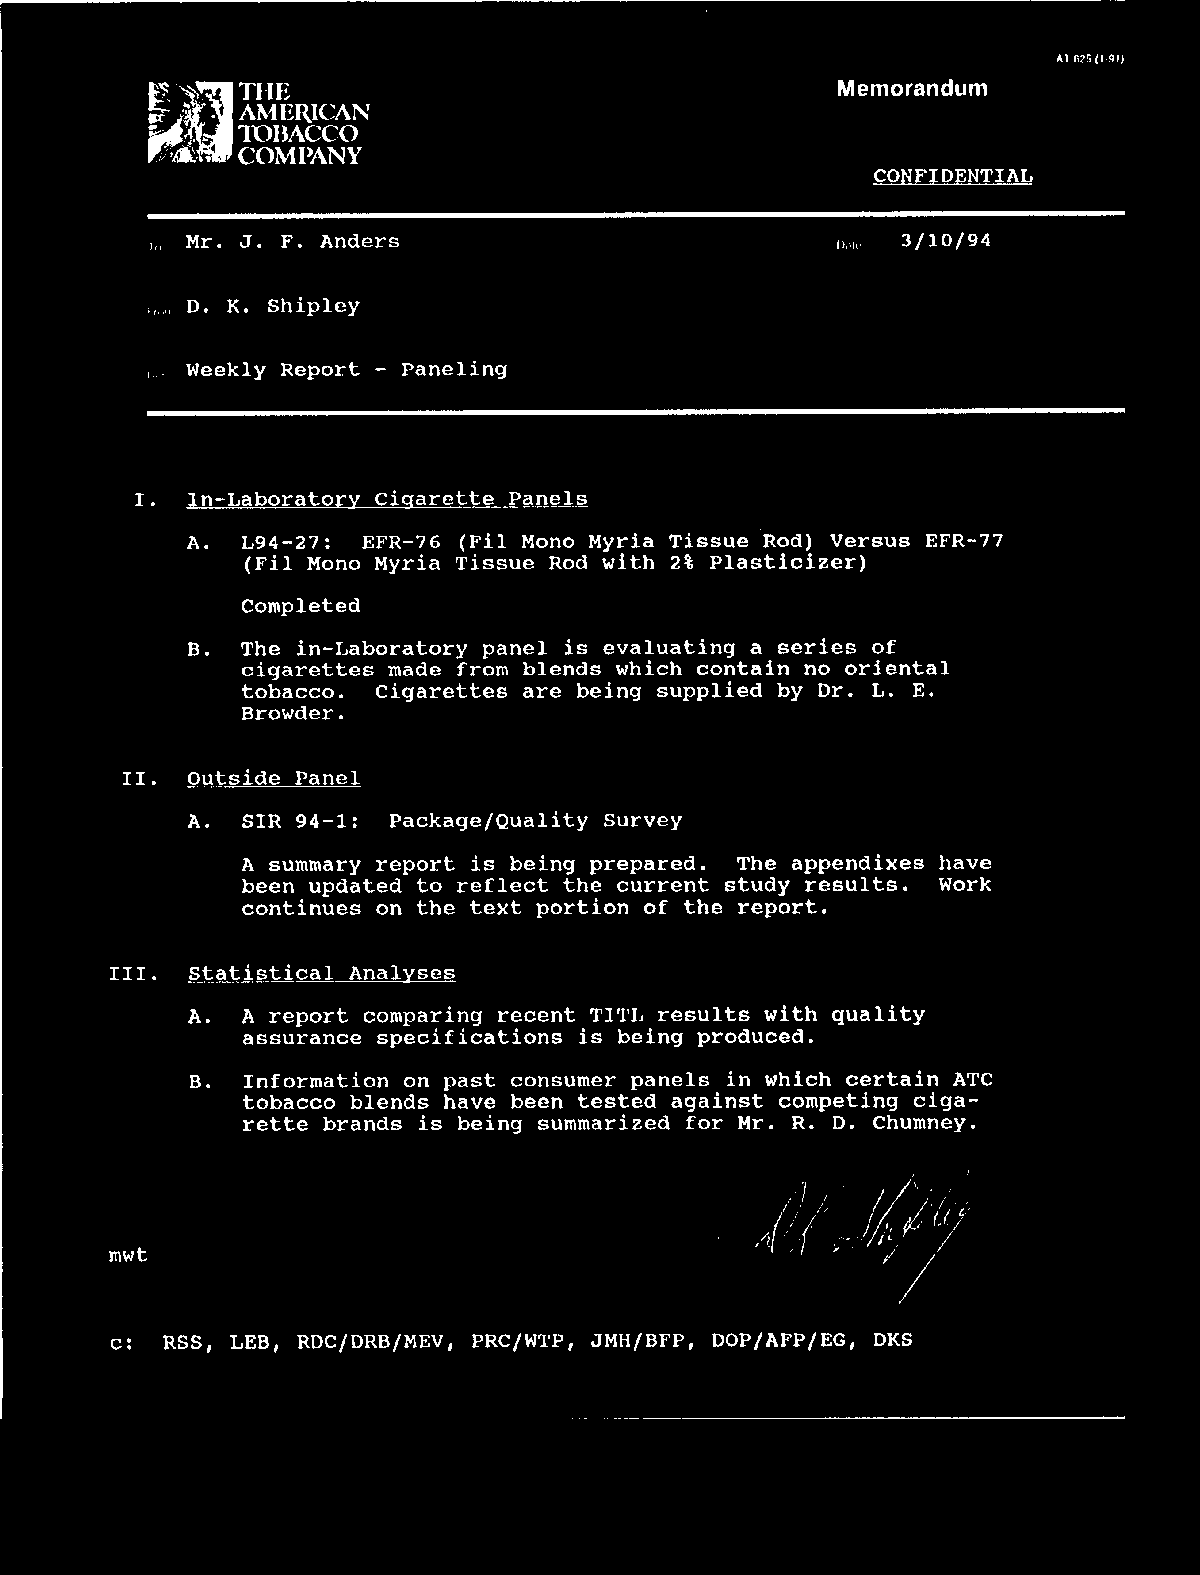 AT 025 (1-91)
THE
AMERICAN
TOBACCO
COMPANY
Memorandum
CONFIDENTIAL
To: Mr. J. F. Anders
Date 3/10/94
From D. K. Shipley
Weekly Report - Paneling
I. In-Laboratory Cigarette Panels
A. L94-27: EFR-76 (Fil Mono Myria Tissue Rod) Versus EFR-77
(Fil Mono Myria Tissue Rod with 2% Plasticizer)
Completed
B. The in-Laboratory panel is evaluating a series of
cigarettes made from blends which contain no oriental
tobacco. Cigarettes are being supplied by Dr. L. E.
Browder.
II. Outside Panel
A. SIR 94-1: Package/Quality Survey
A summary report is being prepared. The appendixes have
been updated to reflect the current study results. Work
continues on the text portion of the report.
III. Statistical Analyses
A. A report comparing recent TITL results with quality
assurance specifications is being produced.
B. Information on past consumer panels in which certain ATC
tobacco blends have been tested against competing ciga-
rette brands is being summarized for Mr. R. D. Chumney.
DK Shipley
mwt
c: RSS, LEB, RDC/DRB/MEV, PRC/WTP, JMH/BFP, DOP/AFP/EG, DKS